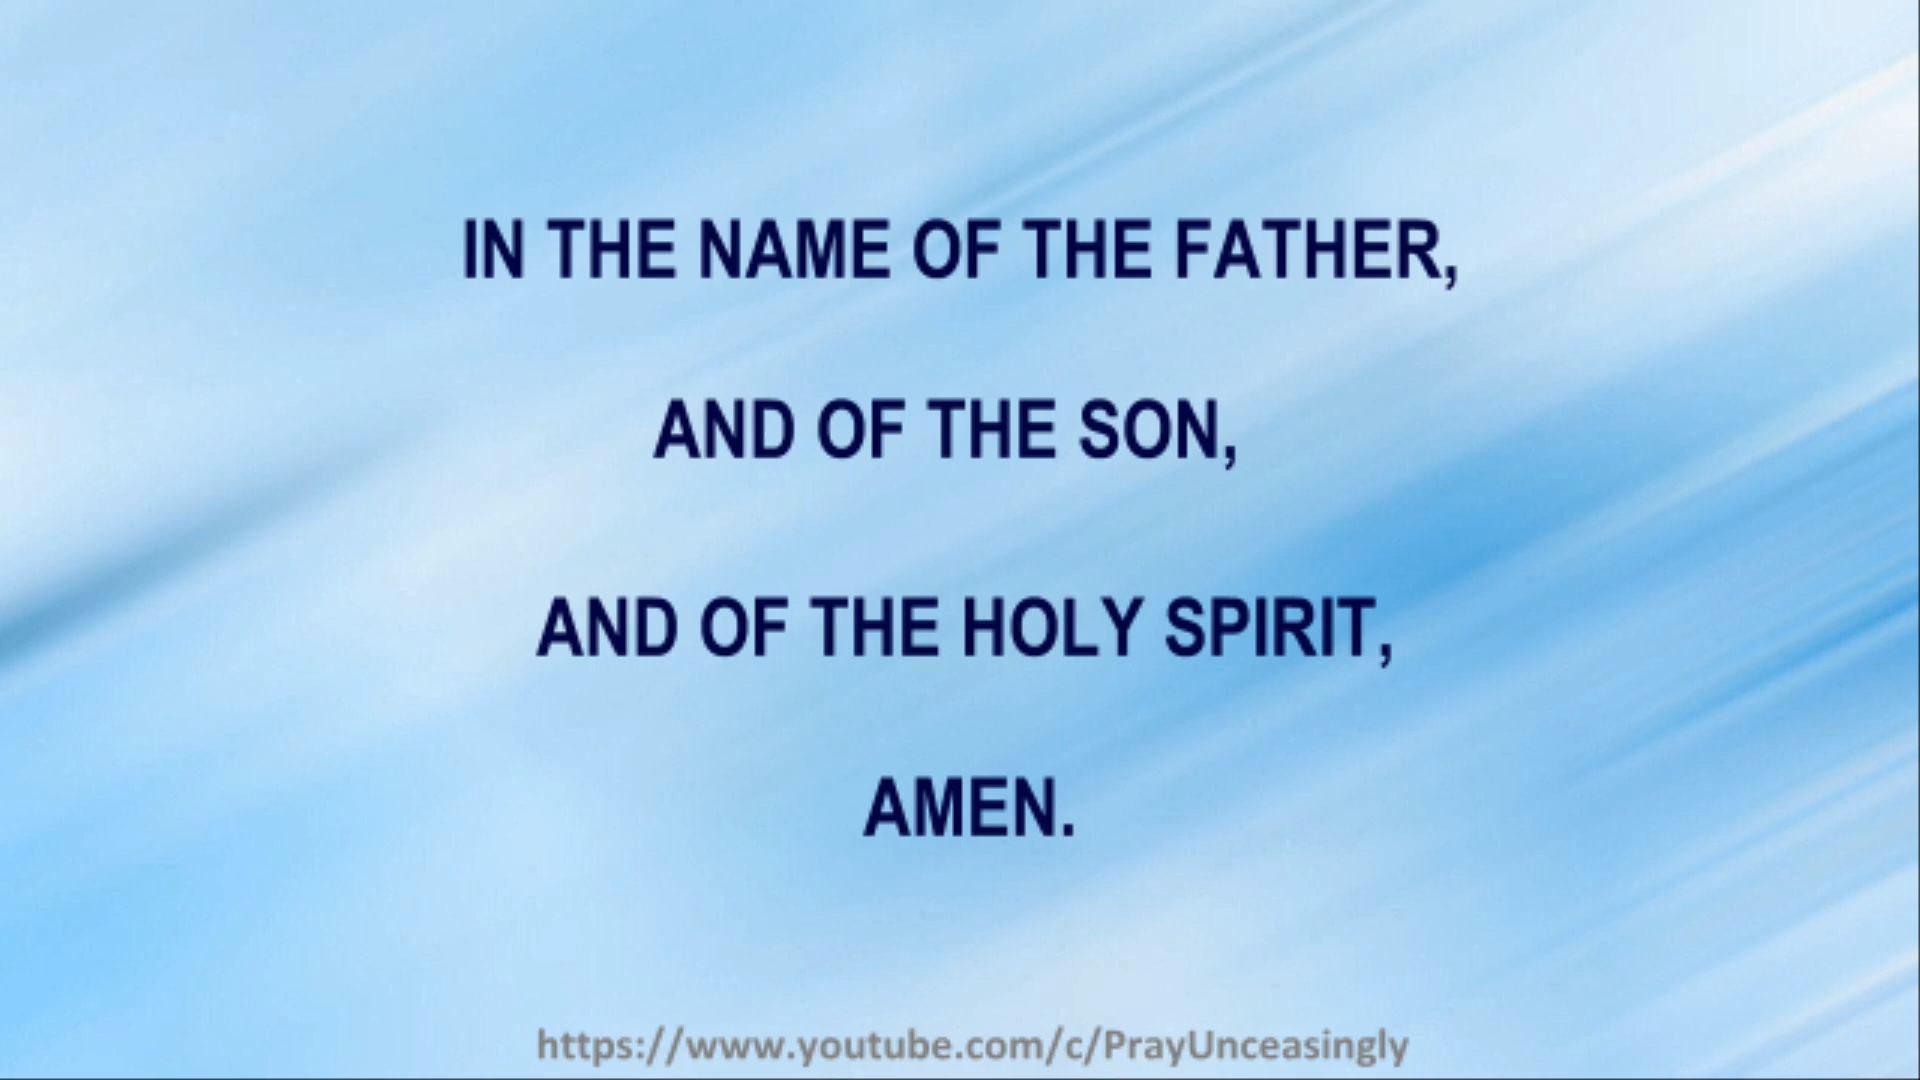 IN THE NAME OF THE FATHER,
AND OF THE SON,
AND OF THE HOLY SPIRIT,
AMEN.
https://www.youtube.com/c/PrayUnceasingly